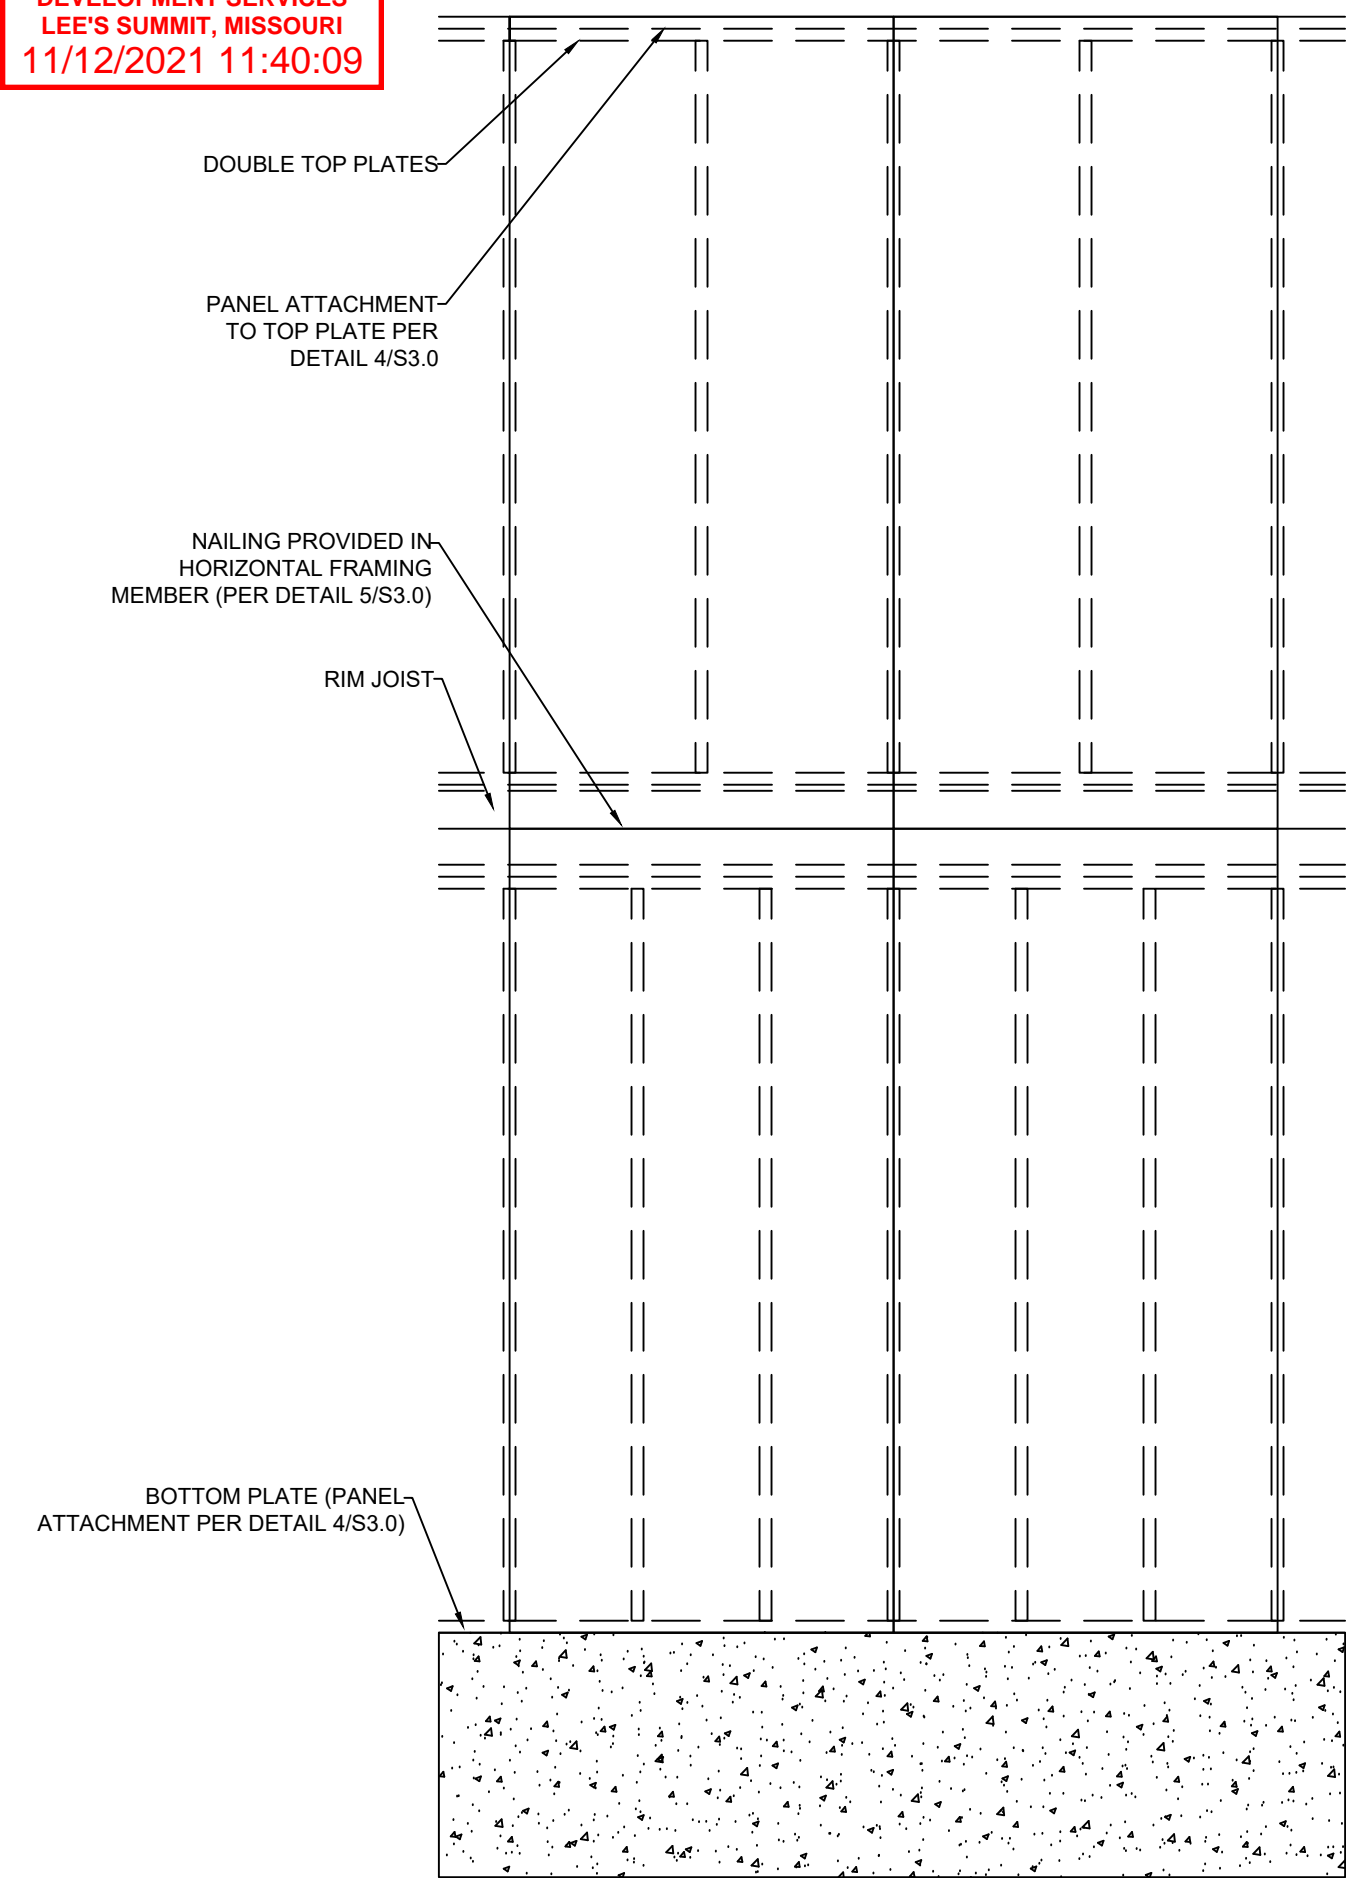 DEVELOPMENT SERVICES
LEE'S SUMMIT, MISSOURI
11/12/2021 11:40:09
DOUBLE TOP PLATES
PANEL ATTACHMENT
TO TOP PLATE PER
DETAIL 4/S3.0
NAILING PROVIDED IN
HORIZONTAL FRAMING
MEMBER (PER DETAIL 5/S3.0)
RIM JOIST
BOTTOM PLATE (PANEL
ATTACHMENT PER DETAIL 4/S3.0)